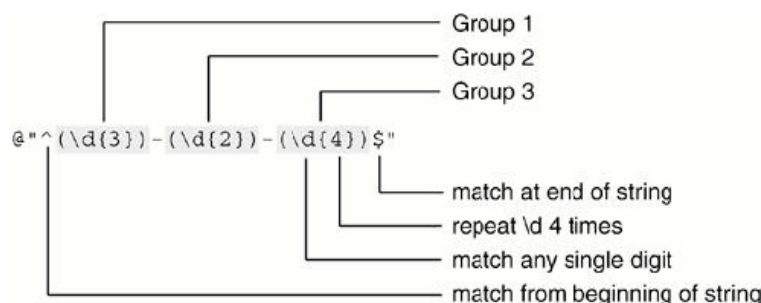 Group 1
Group 2
Group 3
@"^(\d{3})-(\d{2})-(\d{4})$"
match at end of string
repeat \d 4 times
match any single digit
match from beginning of string